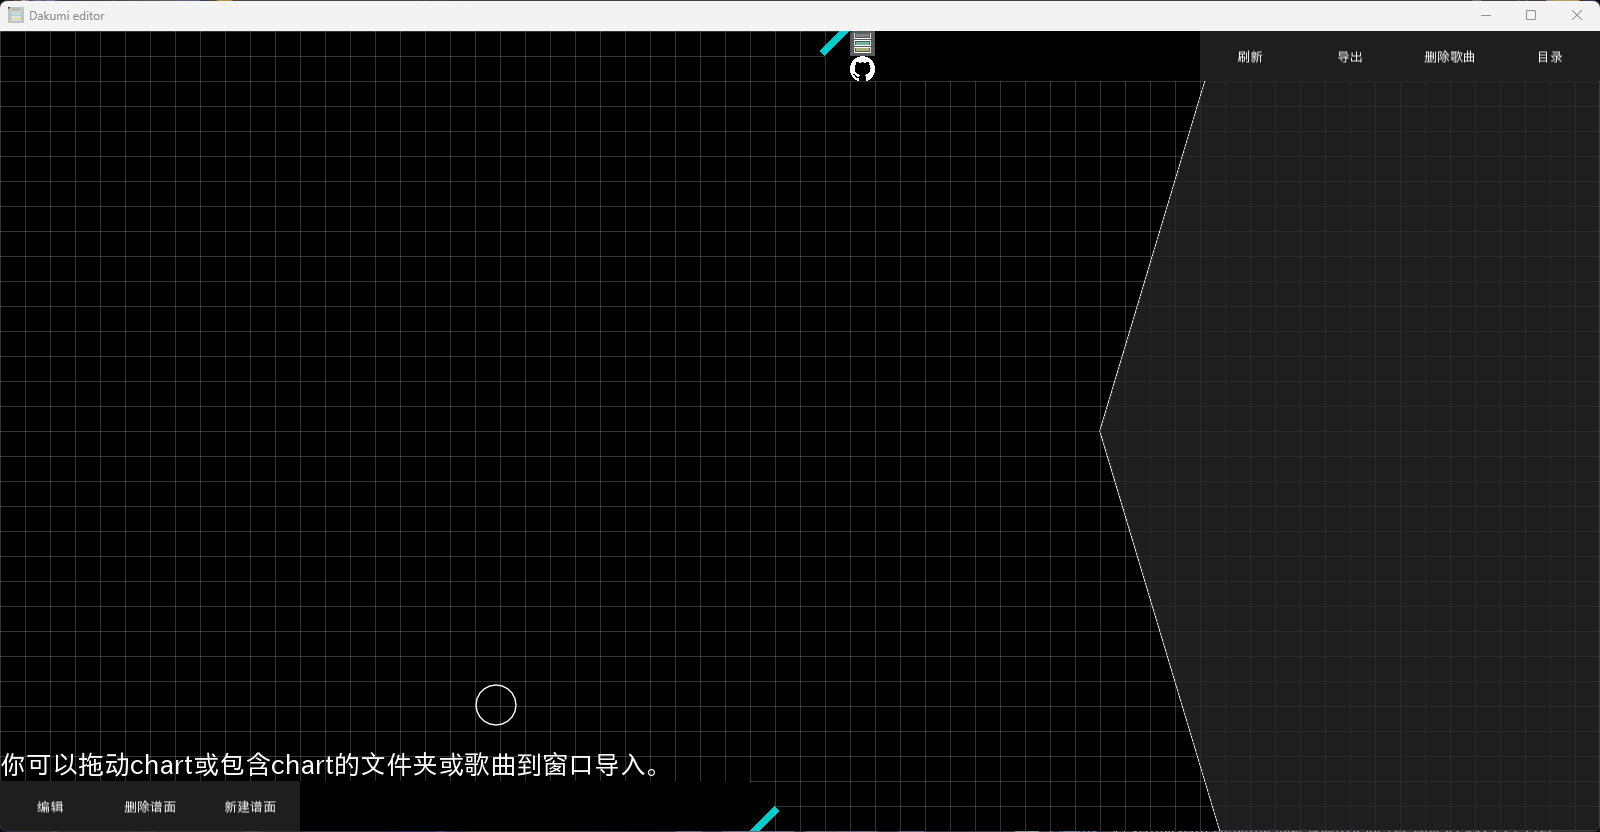 Dakumi editor
刷新
导出
删除歌曲
目录
你可以拖动chart或包含chart的文件夹或歌曲到窗口导入。
编辑
删除谱面
新建谱面